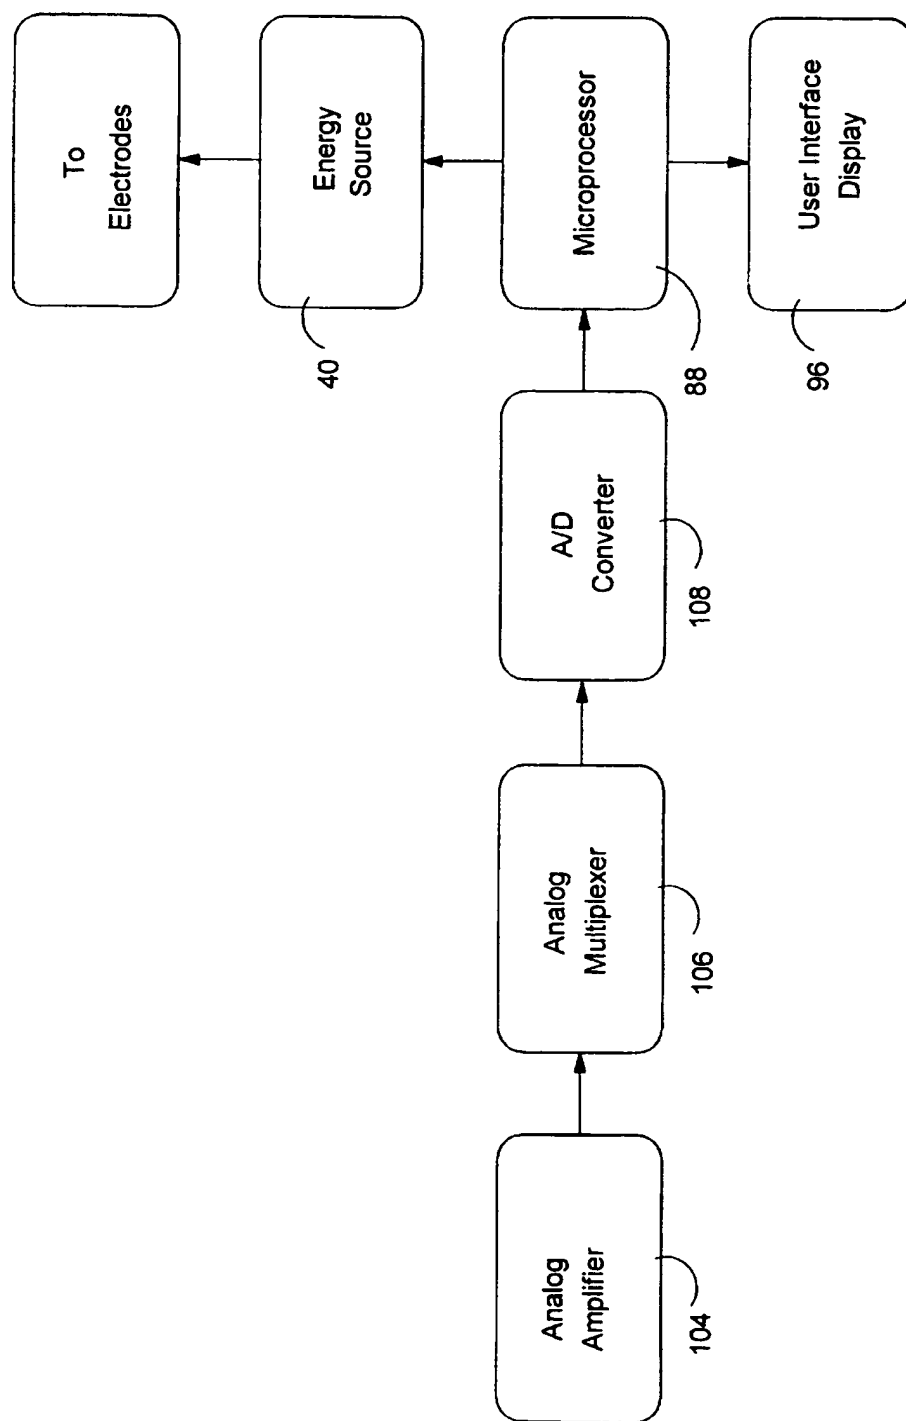 To
Electrodes
Energy
Source
40
Microprocessor
88
User Interface
Display
96
A/D
Converter
108
Analog
Multiplexer
106
Analog
Amplifier
104